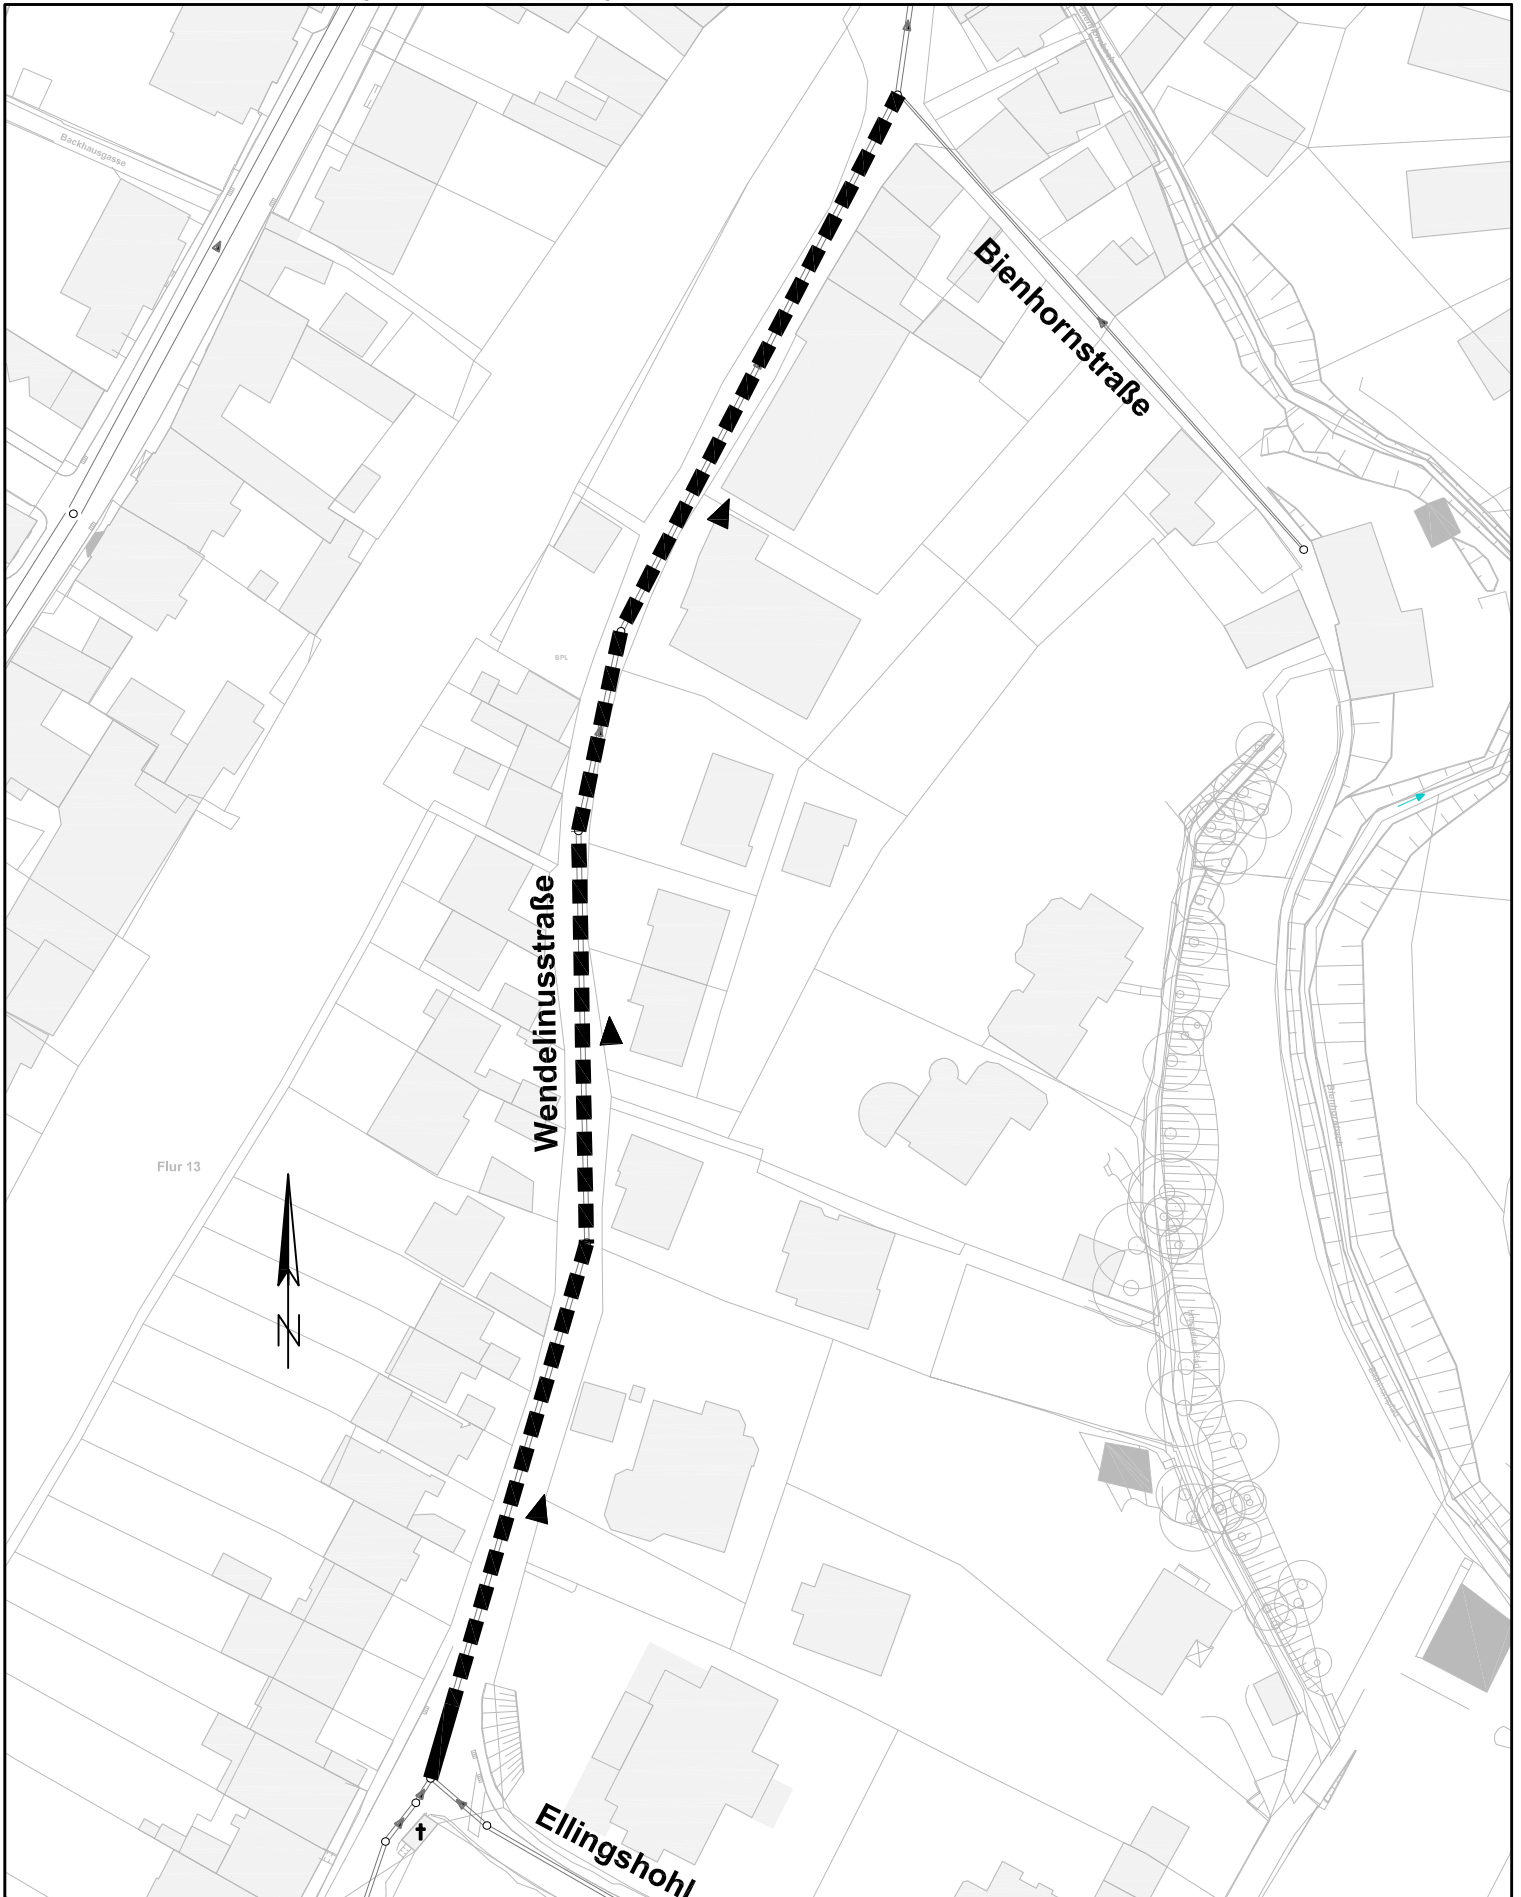 Backhausgasse
Bienhornstraße
BPL
Wendelinusstraße
Flur 13
N
Ellingshohl